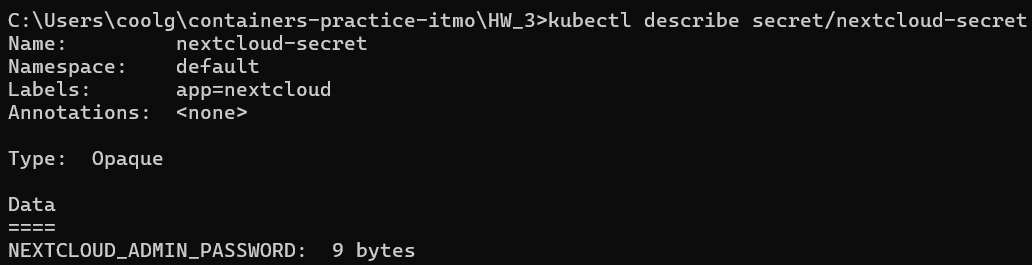 C:\Users\coolg\containers-practice-itmo\HW_3>kubectl describe secret/nextcloud-secret
Name:         nextcloud-secret
Namespace:    default
Labels:       app=nextcloud
Annotations:  <none>
Type:  Opaque
Data
====
NEXTCLOUD_ADMIN_PASSWORD:  9 bytes